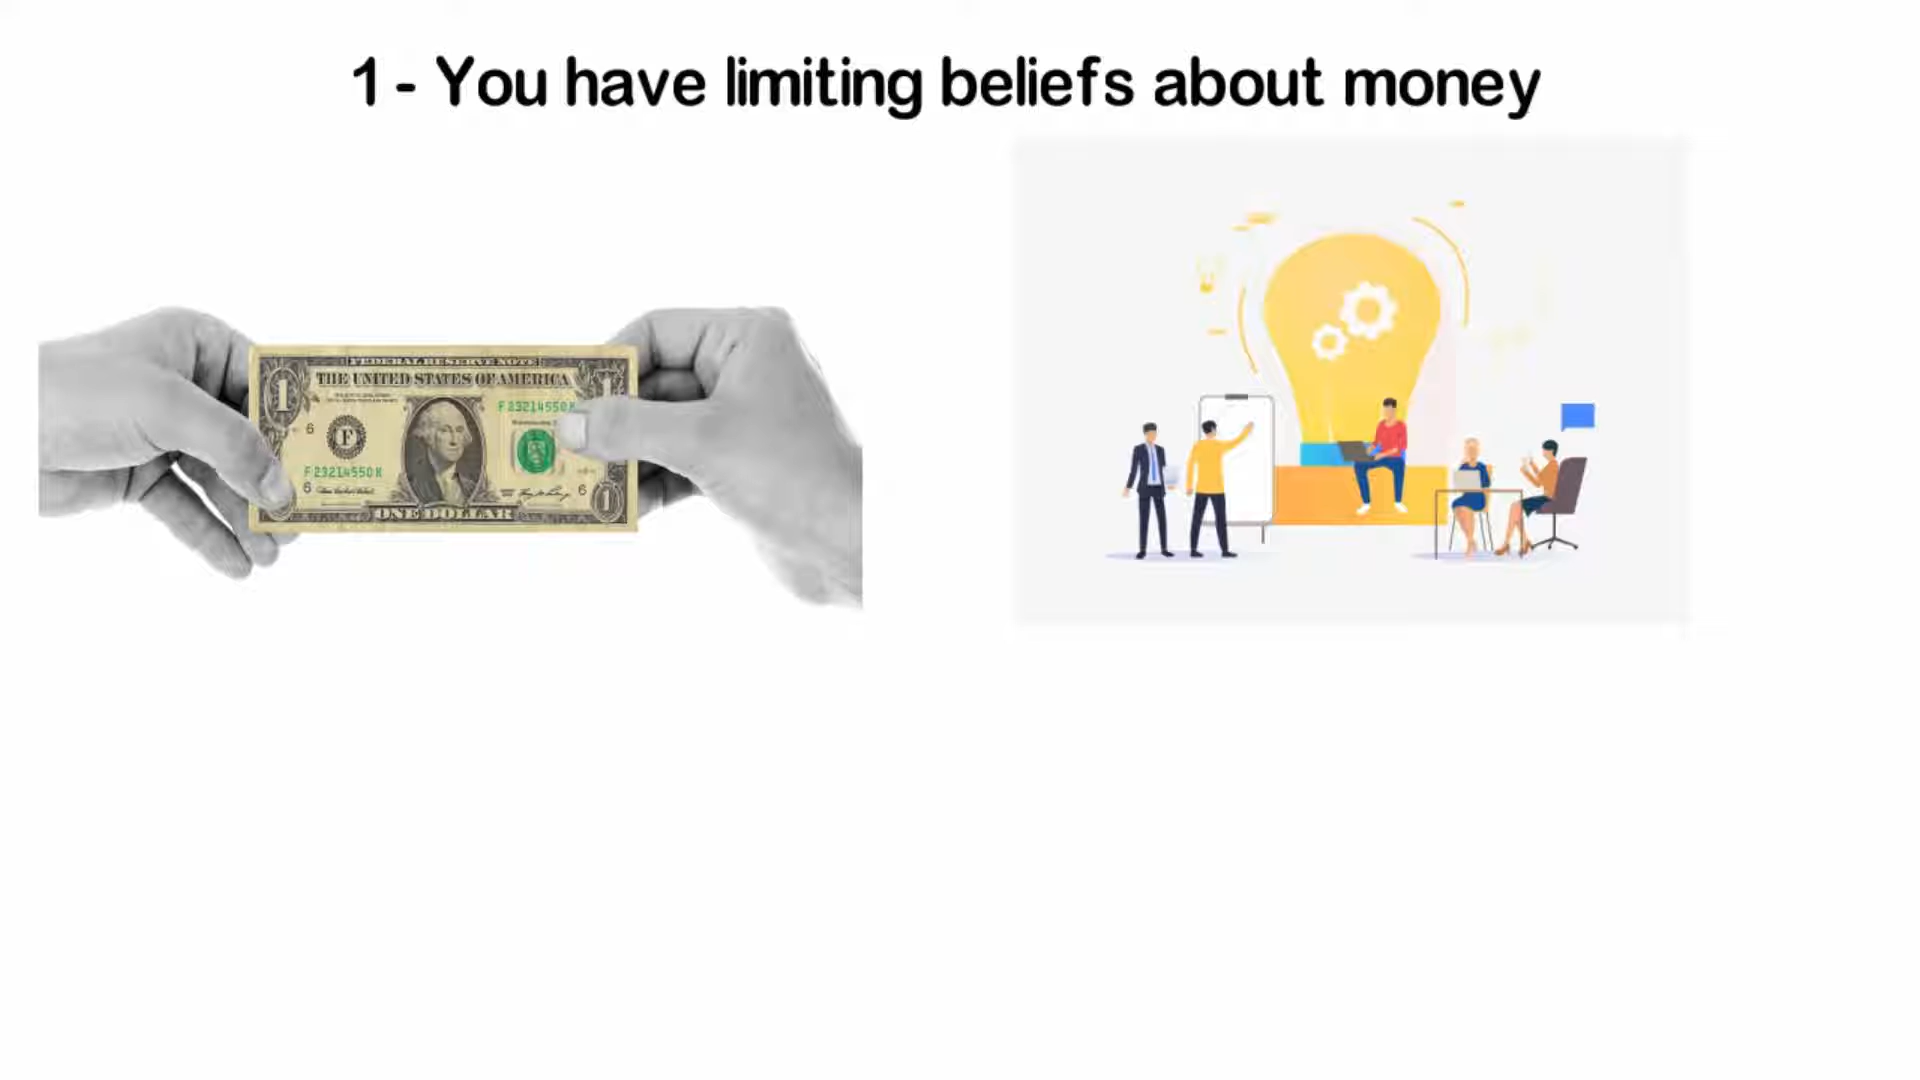 1 - You have limiting beliefs about money
FEDERAL RESERVE NOTE
THE UNITED STATES OF AMERICA
1
F 23214550
6
F
F 23214550 K
6
6
1
ONE DOLLAR